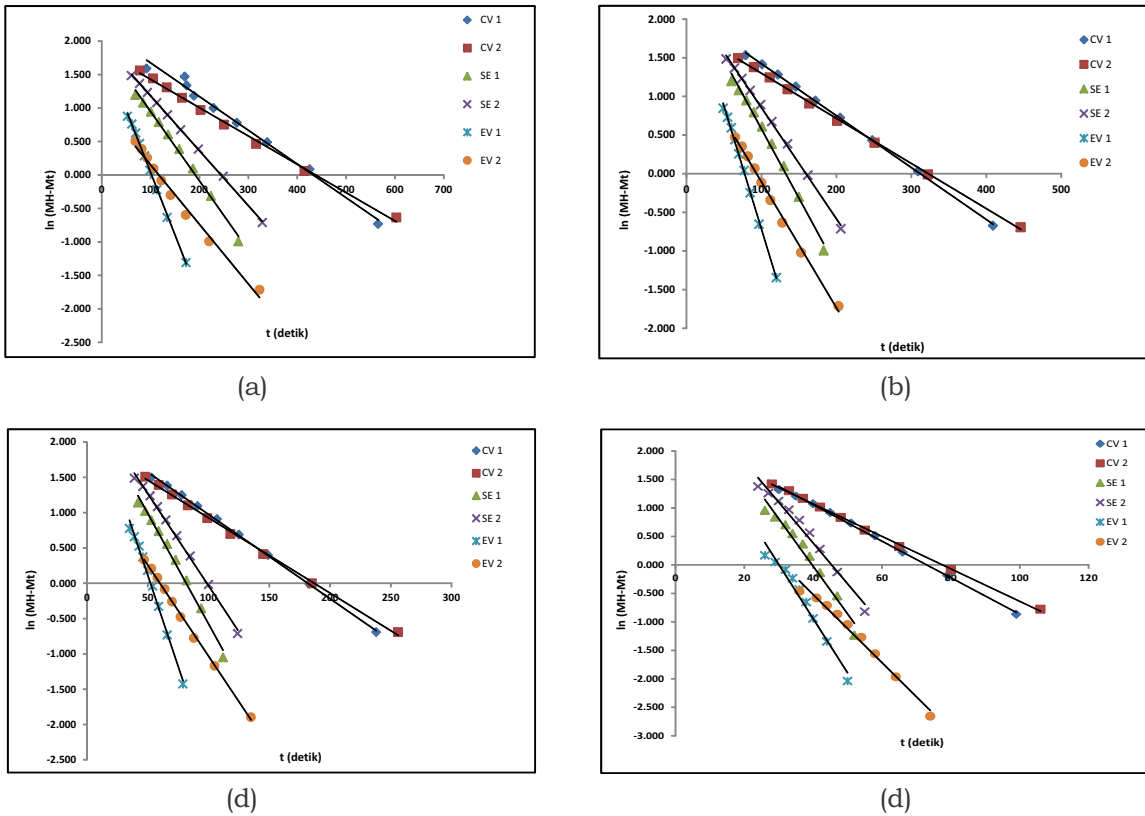 2.000
1.500
1.000
0.500
0.000
-0.500
-1.000
-1.500
-2.000
-2.500
0 100 200 300 400 500 600 700
ln (MH-Mt)
t (detik)
CV 1
CV 2
SE 1
SE 2
EV 1
EV 2
(a)
2.000
1.500
1.000
0.500
0.000
-0.500
-1.000
-1.500
-2.000
0 100 200 300 400 500
ln (MH-Mt)
t (detik)
CV 1
CV 2
SE 1
SE 2
EV 1
EV 2
(b)
2.000
1.500
1.000
0.500
0.000
-0.500
-1.000
-1.500
-2.000
-2.500
0 50 100 150 200 250 300
ln (MH-Mt)
t (detik)
CV 1
CV 2
SE 1
SE 2
EV 1
EV 2
(d)
2.000
1.500
1.000
0.500
0.000
-0.500
-1.000
-1.500
-2.000
-2.500
-3.000
0 20 40 60 80 100 120
ln (MH-Mt)
t (detik)
CV 1
CV 2
SE 1
SE 2
EV 1
EV 2
(d)